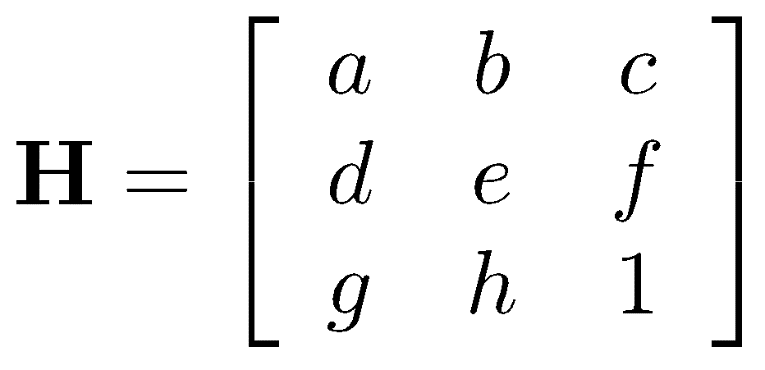 a b c
H = d e f
g h 1